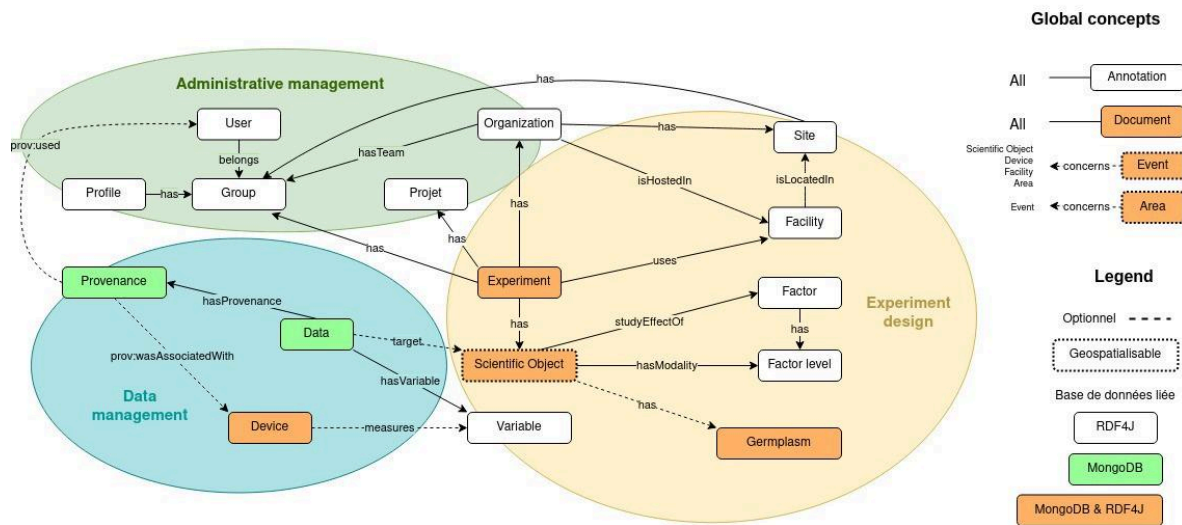 Global concepts
All
Annotation
All
Document
Scientific Object
Device
Facility
Area
concerns
Event
Event
concerns
Area
Legend
Optionnel
Geospatialisable
Base de données liée
RDF4J
MongoDB
MongoDB & RDF4J
Administrative management
has
User
Organization
has
Site
prov:used
belongs
hasTeam
Profile
has
Group
Projet
isHostedIn
isLocatedIn
has
Facility
has
has
uses
Provenance
Experiment
Experiment
design
hasProvenance
Factor
Data
has
studyEffectOf
has
target
prov:wasAssociatedWith
Scientific Object
hasModality
Factor level
hasVariable
Data
management
has
Device
measures
Variable
Germplasm